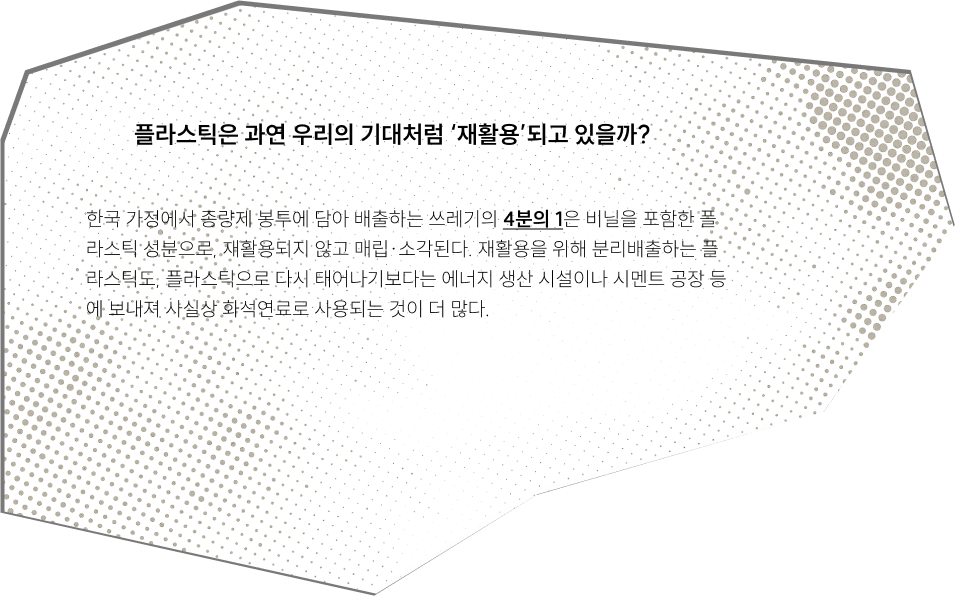 플라스틱은 과연 우리의 기대처럼 ‘재활용’되고 있을까?
한국 가정에서 종량제 봉투에 담아 배출하는 쓰레기의 4분의 1은 비닐을 포함한 플
라스틱 성분으로, 재활용되지 않고 매립·소각된다. 재활용을 위해 분리배출하는 플
라스틱도, 플라스틱으로 다시 태어나기보다는 에너지 생산 시설이나 시멘트 공장 등
에 보내져 사실상 화석연료로 사용되는 것이 더 많다.